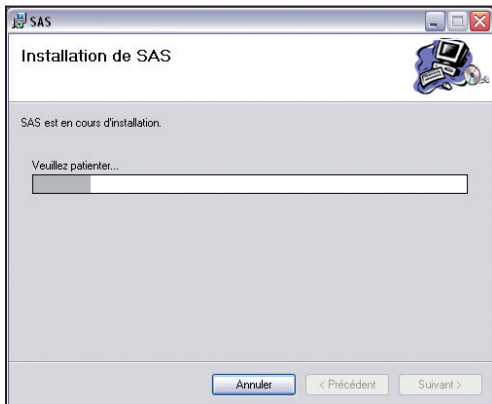 SAS
Installation de SAS
SAS est en cours d'installation.
Veuillez patienter...
Annuler
< Précédent
Suivant >